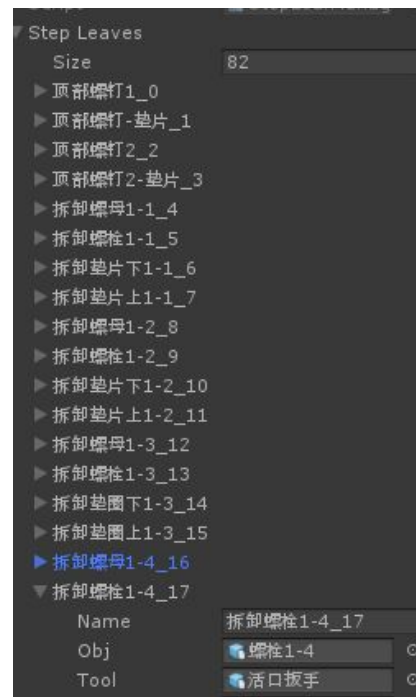 Step Leaves
Size 82
顶部螺钉1_0
顶部螺钉-垫片_1
顶部螺钉2_2
顶部螺钉2-垫片_3
拆卸螺母1-1_4
拆卸螺栓1-1_5
拆卸垫片下1-1_6
拆卸垫片上1-1_7
拆卸螺母1-2_8
拆卸螺栓1-2_9
拆卸垫片下1-2_10
拆卸垫片上1-2_11
拆卸螺母1-3_12
拆卸螺栓1-3_13
拆卸垫圈下1-3_14
拆卸垫圈上1-3_15
拆卸螺母1-4_16
拆卸螺栓1-4_17
Name 拆卸螺栓1-4_17
Obj 螺栓1-4
Tool 活口扳手